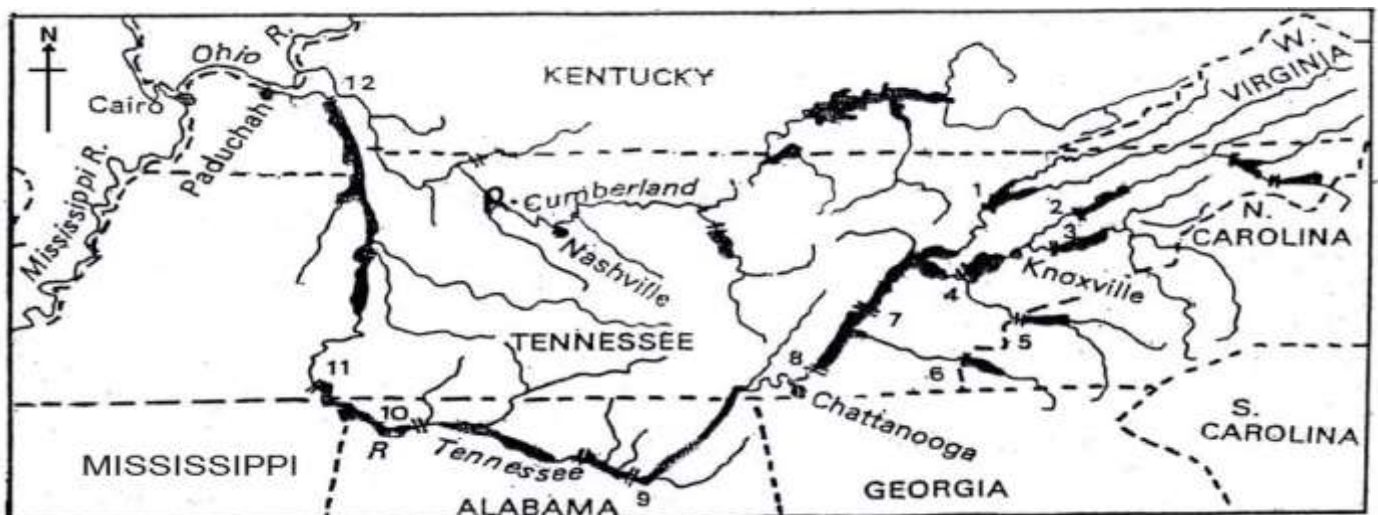 N
Ohio R.
12
KENTUCKY
W.
VIRGINIA
Cairo
Paduchah
Mississippi R.
Cumberland
Nashville
1
2
3
N.
CAROLINA
Knoxville
4
5
6
7
8
TENNESSEE
11
10
R
Tennessee
9
Chattanooga
S.
CAROLINA
MISSISSIPPI
ALABAMA
GEORGIA